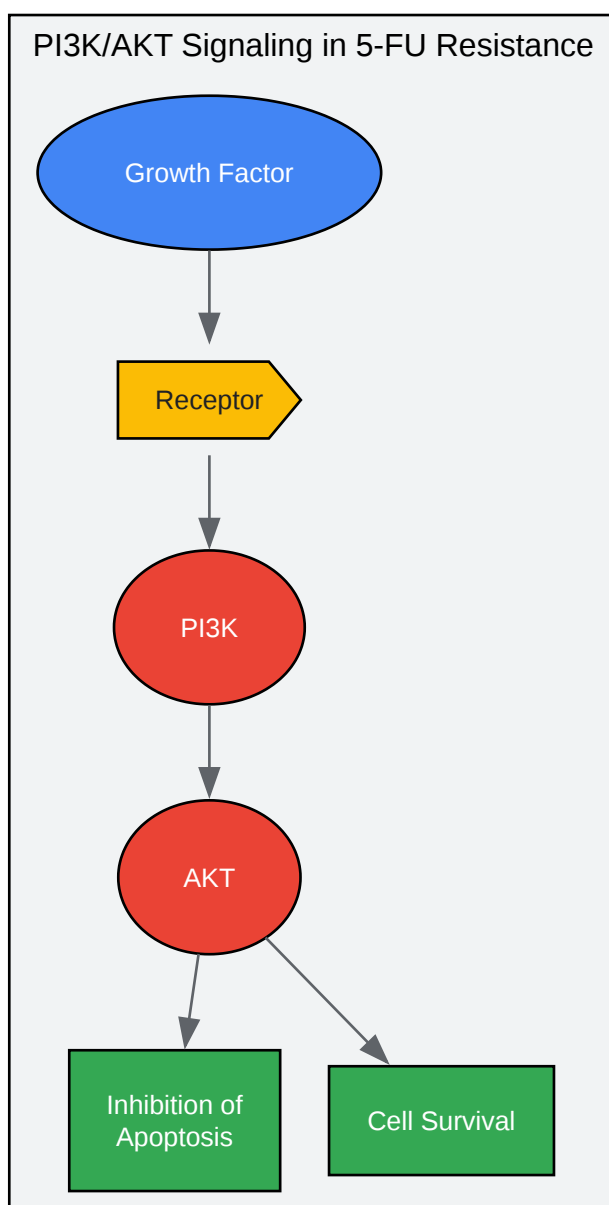 PI3K/AKT Signaling in 5-FU Resistance
Growth Factor
Receptor
PI3K
AKT
Inhibition of
Apoptosis
Cell Survival